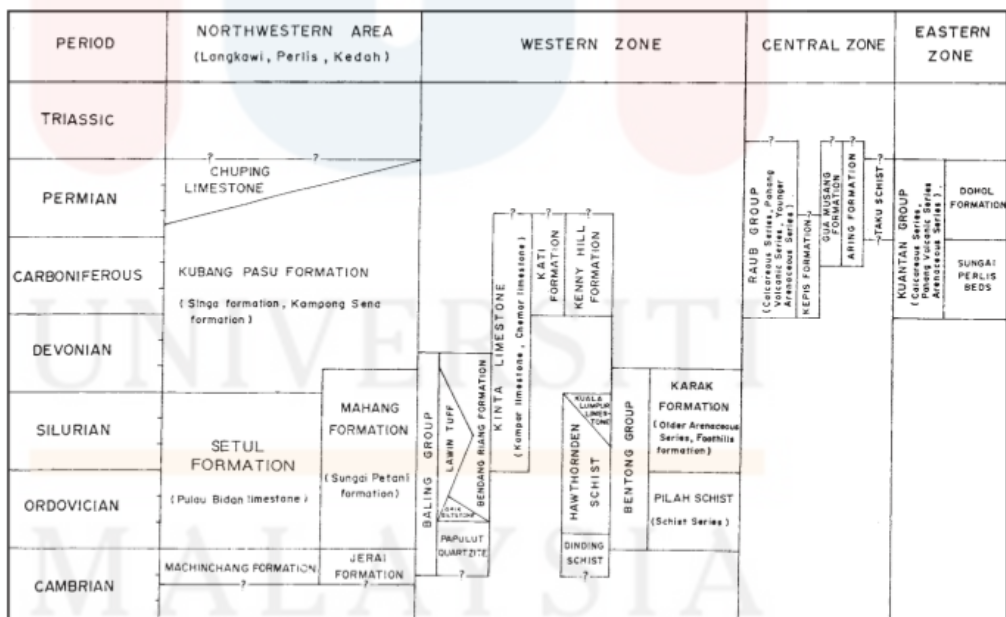 PERIOD
NORTHWESTERN AREA
(Langkawi, Perlis, Kedah)
WESTERN ZONE
CENTRAL ZONE
EASTERN
ZONE
TRIASSIC
PERMIAN
CARBONIFEROUS
DEVONIAN
SILURIAN
ORDOVICIAN
CAMBRIAN
? ?
CHUPING
LIMESTONE
KUBANG PASU FORMATION
(Singa formation, Kampong Sena
formation)
SETUL
FORMATION
(Pulau Bidan limestone)
MAHANG
FORMATION
(Sungai Petani
formation)
MACHINCHANG FORMATION
JERAI
FORMATION
? ?
BALING GROUP
LAWIN TUFF
BENDANG RIANG FORMATION
GRIK
SILTSTONE
PAPULUT
QUARTZITE
?
?
KINTA LIMESTONE
(Kampar limestone, Chemor limestone)
?
KATI
FORMATION
?
KENNY HILL
FORMATION
KUALA
LUMPUR
LIMES-
TONE
HAWTHORNDEN
SCHIST
DINDING
SCHIST
?
BENTONG GROUP
KARAK
FORMATION
(Older Arenaceous
Series, Foothills
formation)
PILAH SCHIST
(Schist Series)
?
RAUB GROUP
(Calcareous Series, Pahang
Volcanic Series, Younger
Arenaceous Series)
?
KEPIS FORMATION
?
GUA MUSANG
FORMATION
?
ARING FORMATION
?
TAKU SCHIST
?
?
KUANTAN GROUP
(Calcareous Series,
Pahang Volcanic Series
Arenaceous Series)
DOHOL
FORMATION
SUNGAI
PERLIS
BEDS
UNIVERSITI
MALAYSIA